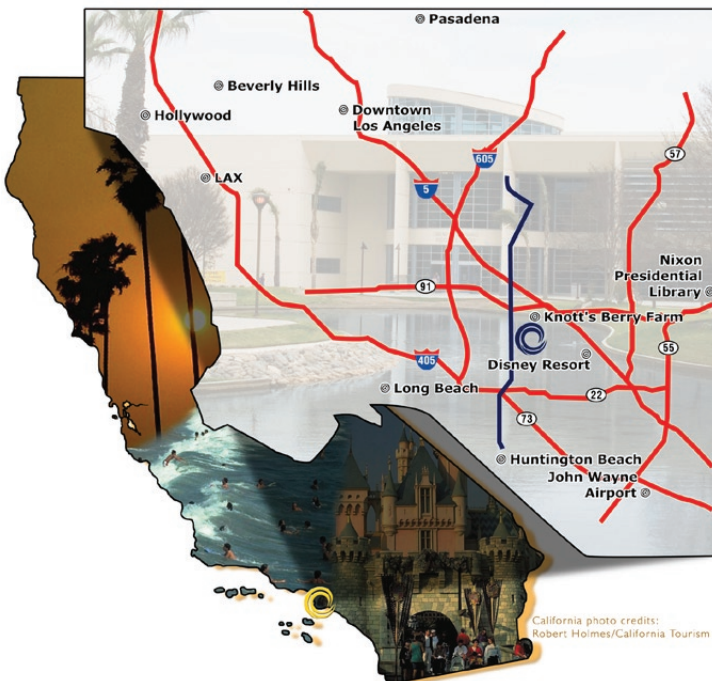 Pasadena
Beverly Hills
Hollywood
Downtown
Los Angeles
605
57
5
LAX
Nixon
Presidential
Library
91
Knott's Berry Farm
55
405
Disney Resort
Long Beach
22
73
Huntington Beach
John Wayne
Airport
California photo credits:
Robert Holmes/California Tourism